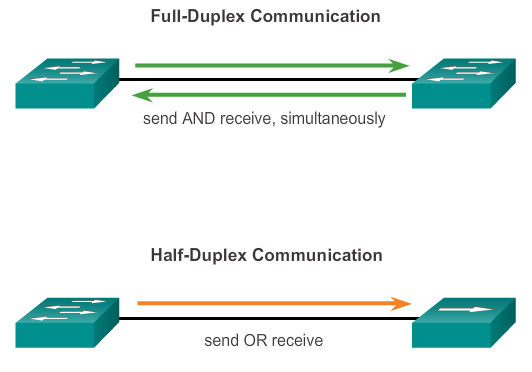 Full-Duplex Communication
send AND receive, simultaneously
Half-Duplex Communication
send OR receive